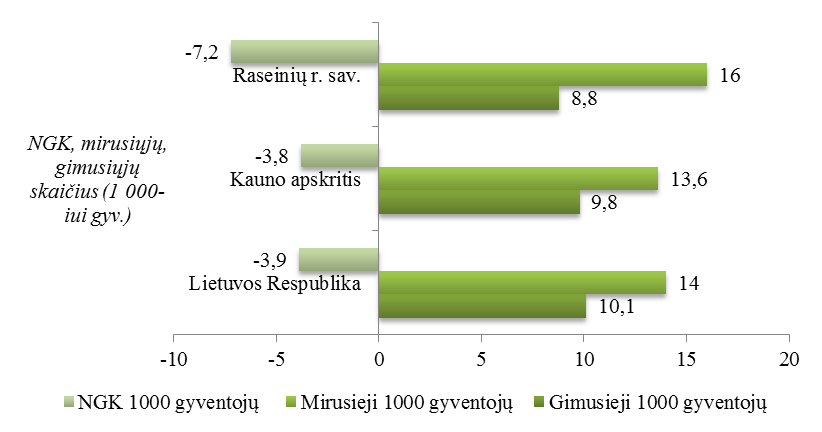 -7,2
Raseinių r. sav.
16
8,8
NGK, mirusiųjų,
gimusiųjų
skaičius (1 000-
iui gyv.)
-3,8
Kauno apskritis
13,6
9,8
-3,9
Lietuvos Respublika
14
10,1
-10 -5 0 5 10 15 20
NGK 1000 gyventojų Mirusieji 1000 gyventojų Gimusieji 1000 gyventojų